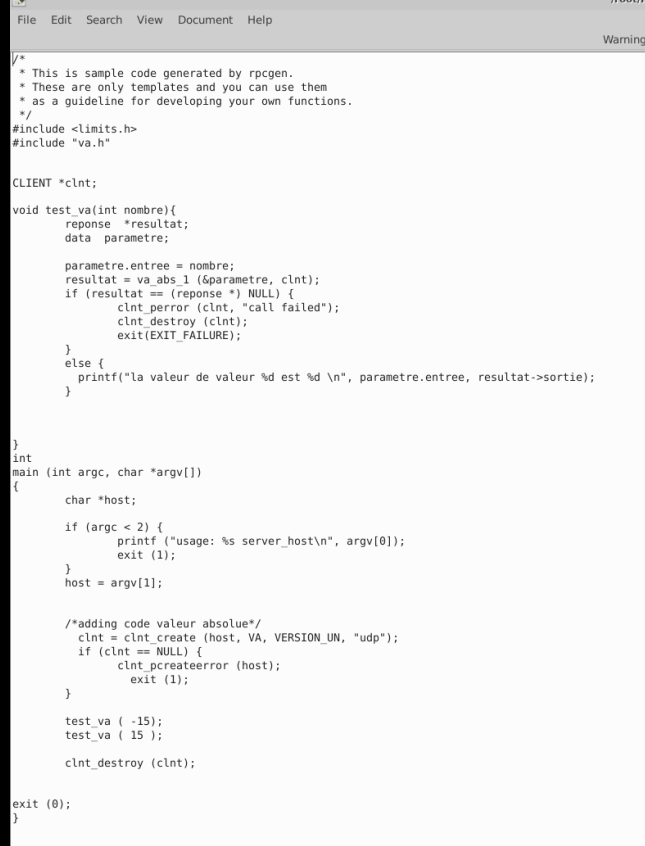 File Edit Search View Document Help
Warning
/*
 * This is sample code generated by rpcgen.
 * These are only templates and you can use them
 * as a guideline for developing your own functions.
 */
#include <limits.h>
#include "va.h"


CLIENT *clnt;

void test_va(int nombre){
        reponse  *resultat;
        data  parametre;

        parametre.entree = nombre;
        resultat = va_abs_1 (&parametre, clnt);
        if (resultat == (reponse *) NULL) {
                clnt_perror (clnt, "call failed");
                clnt_destroy (clnt);
                exit(EXIT_FAILURE);
        }
        else {
          printf("la valeur de valeur %d est %d \n", parametre.entree, resultat->sortie);
        }



}
int
main (int argc, char *argv[])
{
        char *host;

        if (argc < 2) {
                printf ("usage: %s server_host\n", argv[0]);
                exit (1);
        }
        host = argv[1];


        /*adding code valeur absolue*/
          clnt = clnt_create (host, VA, VERSION_UN, "udp");
          if (clnt == NULL) {
                clnt_pcreateerror (host);
                  exit (1);
        }

        test_va ( -15);
        test_va ( 15 );

        clnt_destroy (clnt);


exit (0);
}